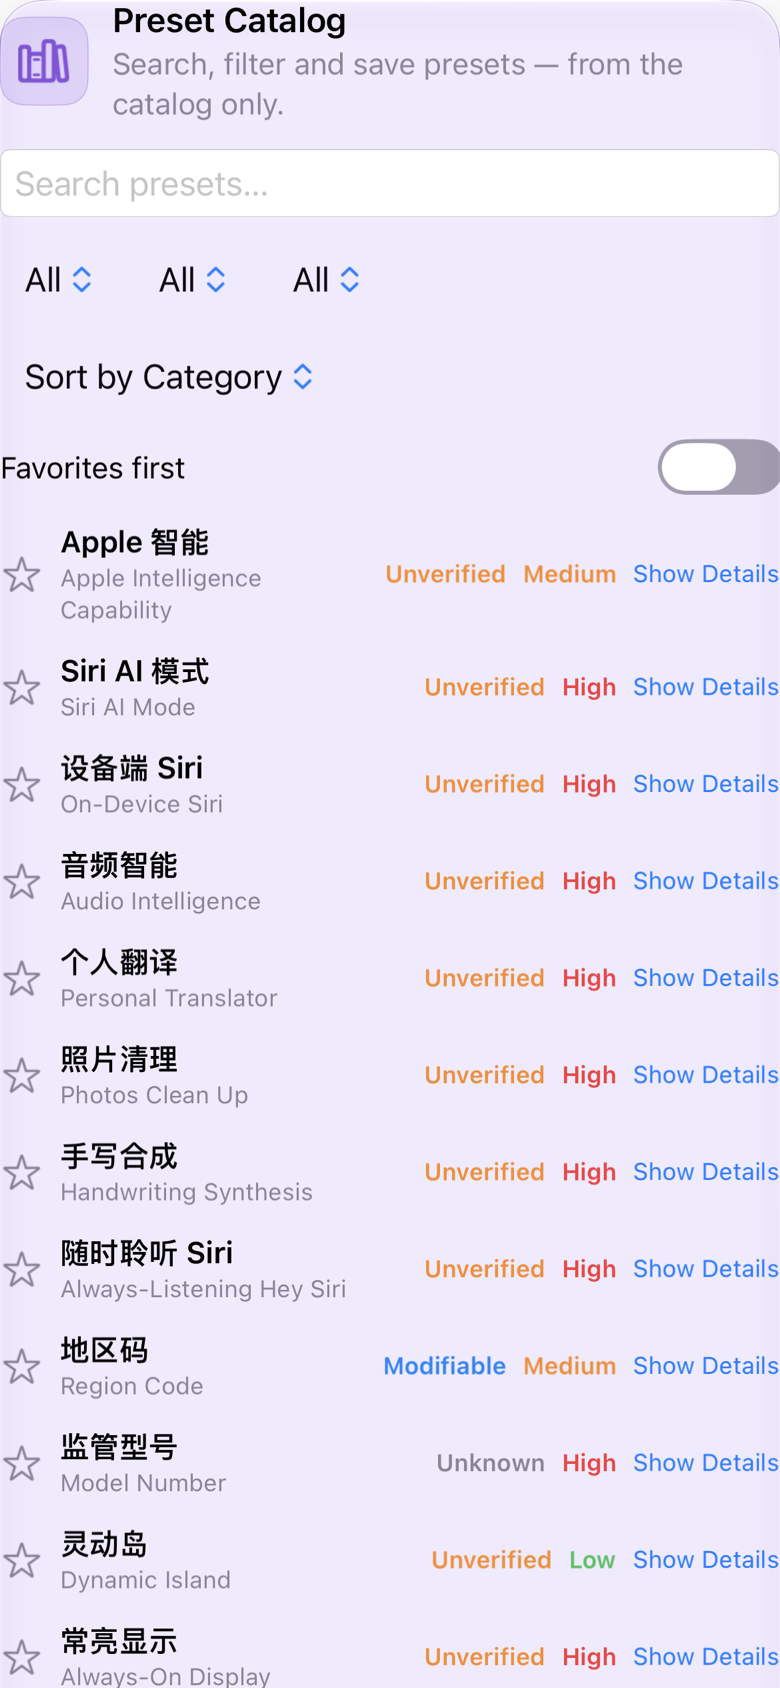 Preset Catalog
Search, filter and save presets — from the
catalog only.
Search presets...
All All All
Sort by Category
Favorites first
Apple 智能
Apple Intelligence
Capability
Unverified Medium Show Details
Siri AI 模式
Siri AI Mode
Unverified High Show Details
设备端 Siri
On-Device Siri
Unverified High Show Details
音频智能
Audio Intelligence
Unverified High Show Details
个人翻译
Personal Translator
Unverified High Show Details
照片清理
Photos Clean Up
Unverified High Show Details
手写合成
Handwriting Synthesis
Unverified High Show Details
随时聆听 Siri
Always-Listening Hey Siri
Unverified High Show Details
地区码
Region Code
Modifiable Medium Show Details
监管型号
Model Number
Unknown High Show Details
灵动岛
Dynamic Island
Unverified Low Show Details
常亮显示
Always-On Display
Unverified High Show Details